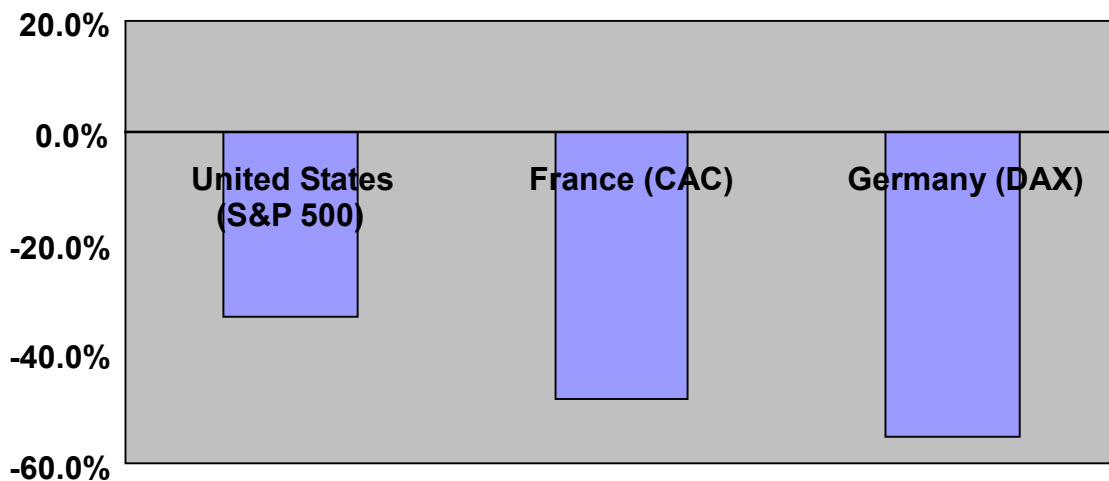 20.0%
0.0%
United States
(S&P 500)
France (CAC)
Germany (DAX)
-20.0%
-40.0%
-60.0%